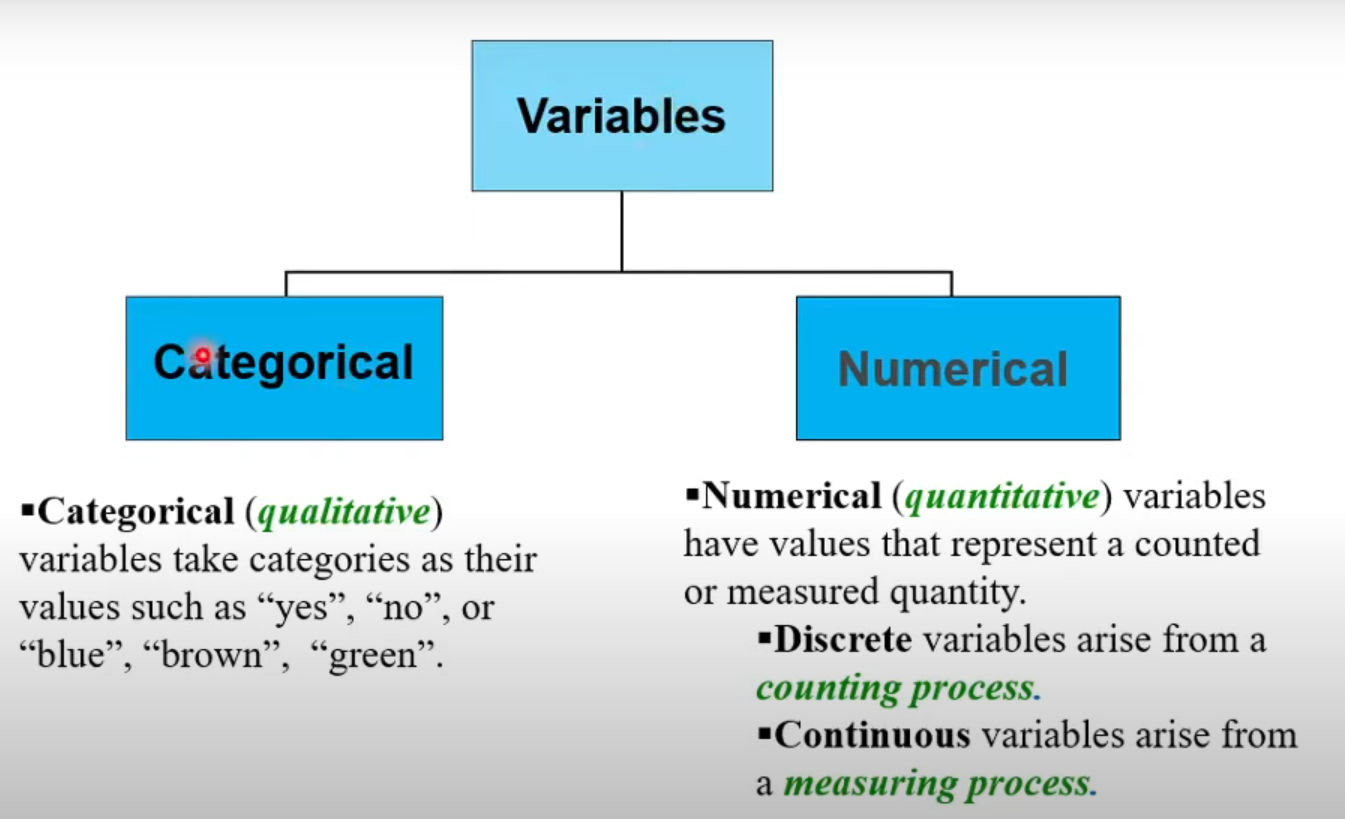 Variables
Categorical
Numerical
▪Categorical (qualitative)
variables take categories as their
values such as “yes”, “no”, or
“blue”, “brown”, “green”.
▪Numerical (quantitative) variables
have values that represent a counted
or measured quantity.
▪Discrete variables arise from a
counting process.
▪Continuous variables arise from
a measuring process.